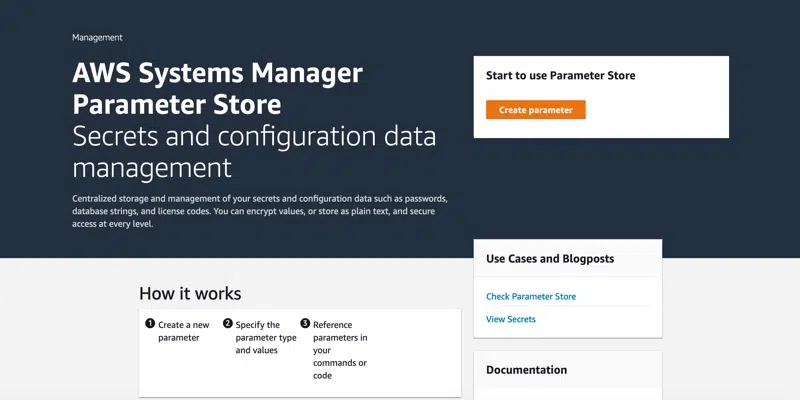 Management
AWS Systems Manager
Parameter Store
Secrets and configuration data
management
Centralized storage and management of your secrets and configuration data such as passwords,
database strings, and license codes. You can encrypt values, or store as plain text, and secure
access at every level.
Start to use Parameter Store
Create parameter
How it works
1 Create a new
parameter
2 Specify the
parameter type
and values
3 Reference
parameters in
your
commands or
code
Use Cases and Blogposts
Check Parameter Store
View Secrets
Documentation